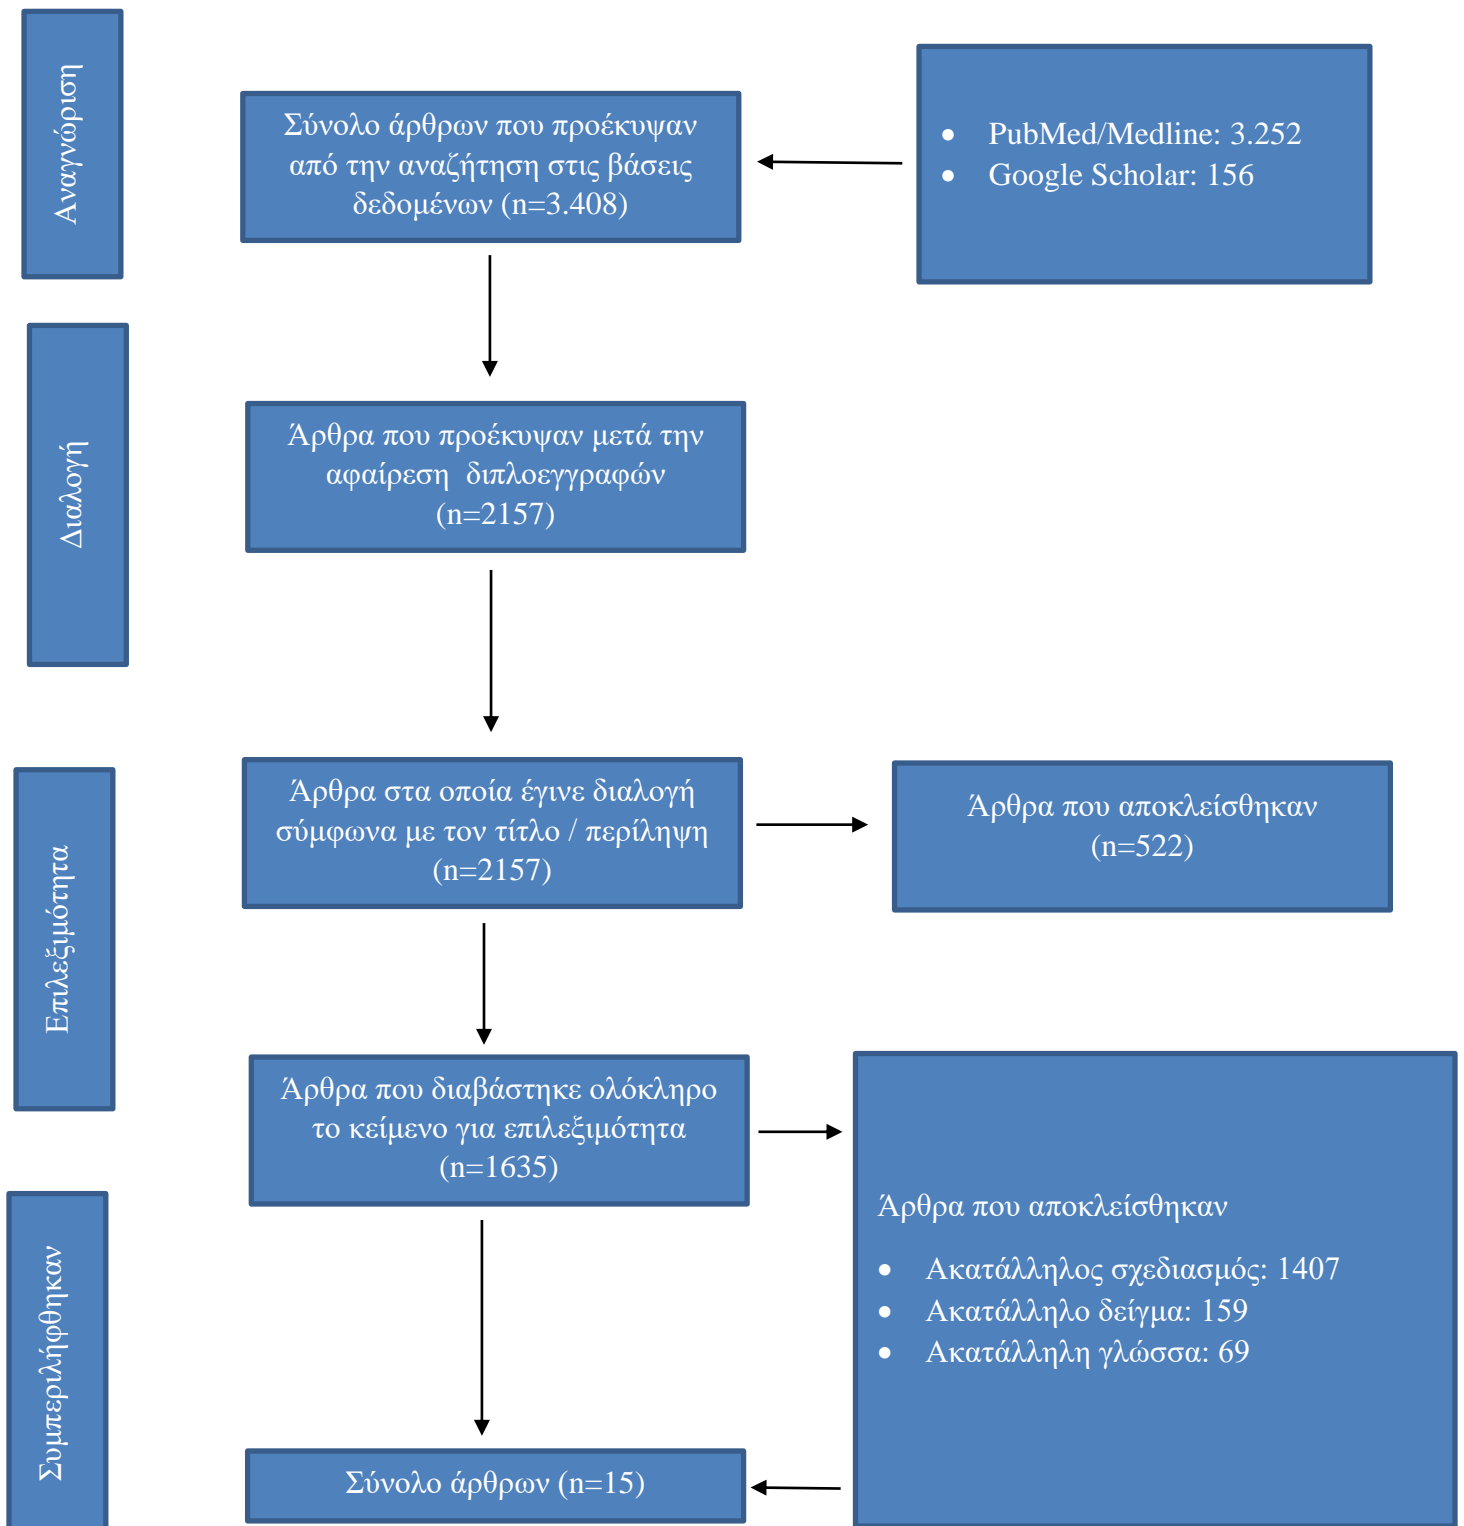 Αναγνώριση
Σύνολο άρθρων που προέκυψαν
από την αναζήτηση στις βάσεις
δεδομένων (n=3.408)
• PubMed/Medline: 3.252
• Google Scholar: 156
Διαλογή
Άρθρα που προέκυψαν μετά την
αφαίρεση διπλοεγγραφών
(n=2157)
Επιλεξιμότητα
Άρθρα στα οποία έγινε διαλογή
σύμφωνα με τον τίτλο / περίληψη
(n=2157)
Άρθρα που αποκλείσθηκαν
(n=522)
Άρθρα που διαβάστηκε ολόκληρο
το κείμενο για επιλεξιμότητα
(n=1635)
Άρθρα που αποκλείσθηκαν
• Ακατάλληλος σχεδιασμός: 1407
• Ακατάλληλο δείγμα: 159
• Ακατάλληλη γλώσσα: 69
Συμπεριλήφθηκαν
Σύνολο άρθρων (n=15)